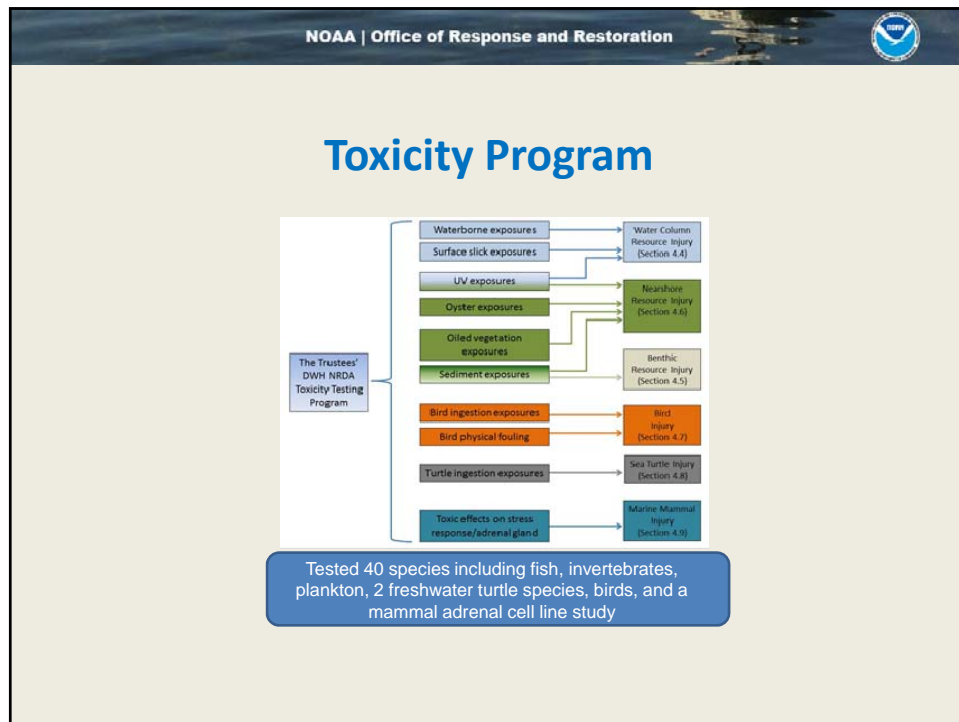 NOAA | Office of Response and Restoration
NOAA
Toxicity Program
The Trustees'
DWH NRDA
Toxicity Testing
Program
Waterborne exposures
Surface slick exposures
UV exposures
Oyster exposures
Oiled vegetation
exposures
Sediment exposures
Bird ingestion exposures
Bird physical fouling
Turtle ingestion exposures
Toxic effects on stress
response/adrenal gland
Water Column
Resource Injury
(Section 4.4)
Nearshore
Resource Injury
(Section 4.6)
Benthic
Resource Injury
(Section 4.5)
Bird
Injury
(Section 4.7)
Sea Turtle Injury
(Section 4.8)
Marine Mammal
Injury
(Section 4.9)
Tested 40 species including fish, invertebrates,
plankton, 2 freshwater turtle species, birds, and a
mammal adrenal cell line study